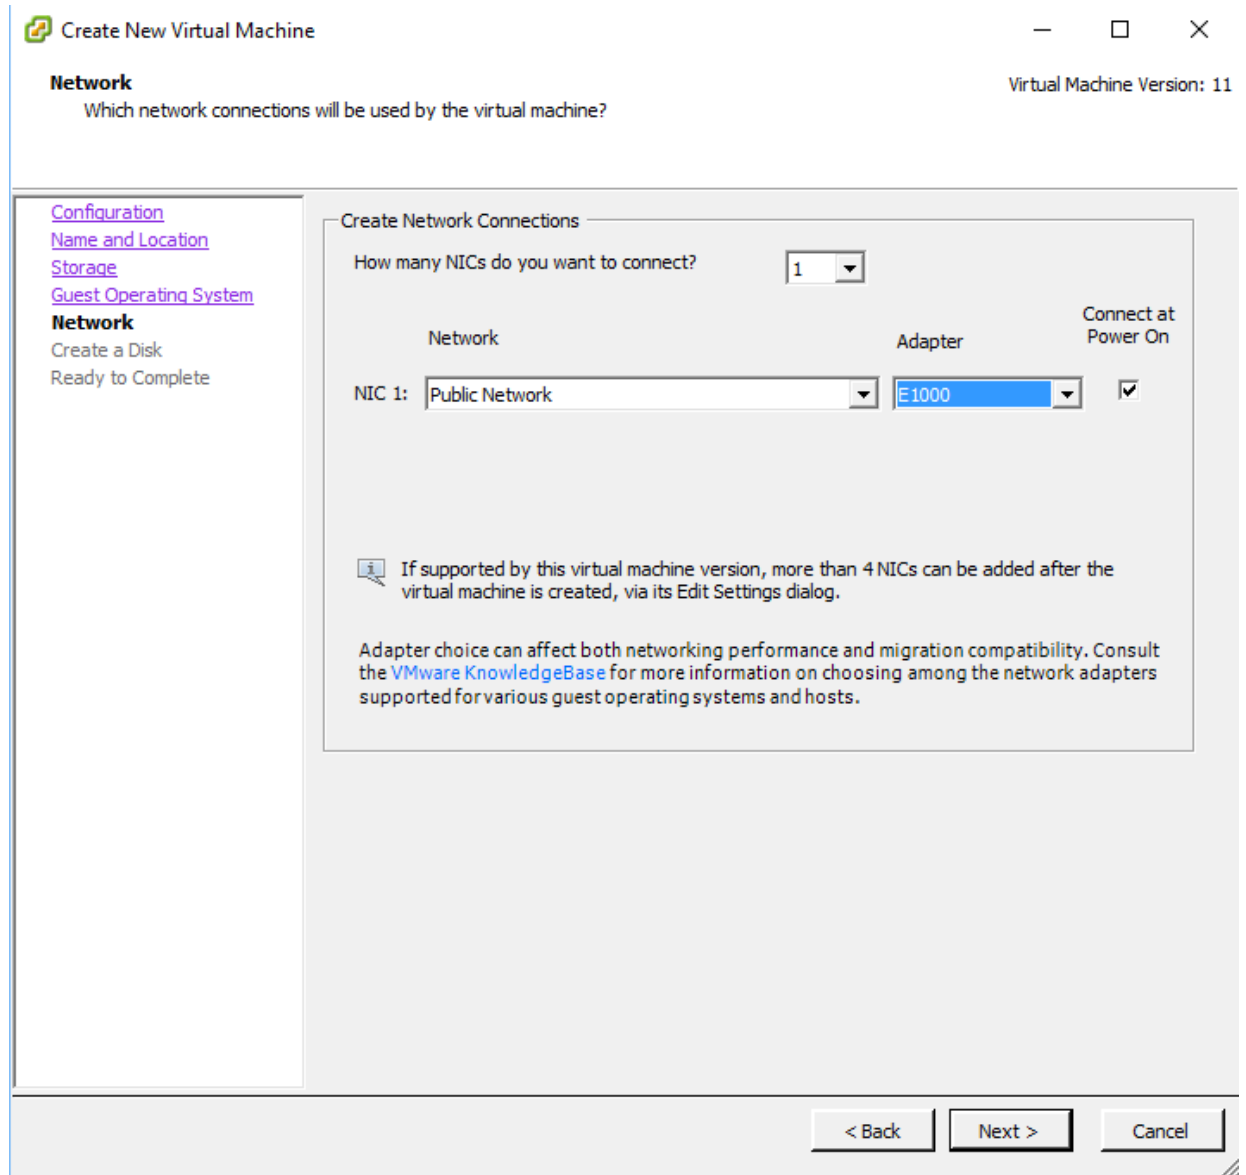 Create New Virtual Machine
Network
Virtual Machine Version: 11
Which network connections will be used by the virtual machine?
Configuration
Name and Location
Storage
Guest Operating System
Network
Create a Disk
Ready to Complete
Create Network Connections
How many NICs do you want to connect?
1
Network
Adapter
Connect at
Power On
NIC 1:
Public Network
E1000
If supported by this virtual machine version, more than 4 NICs can be added after the
virtual machine is created, via its Edit Settings dialog.
Adapter choice can affect both networking performance and migration compatibility. Consult
the VMware KnowledgeBase for more information on choosing among the network adapters
supported for various guest operating systems and hosts.
< Back
Next >
Cancel